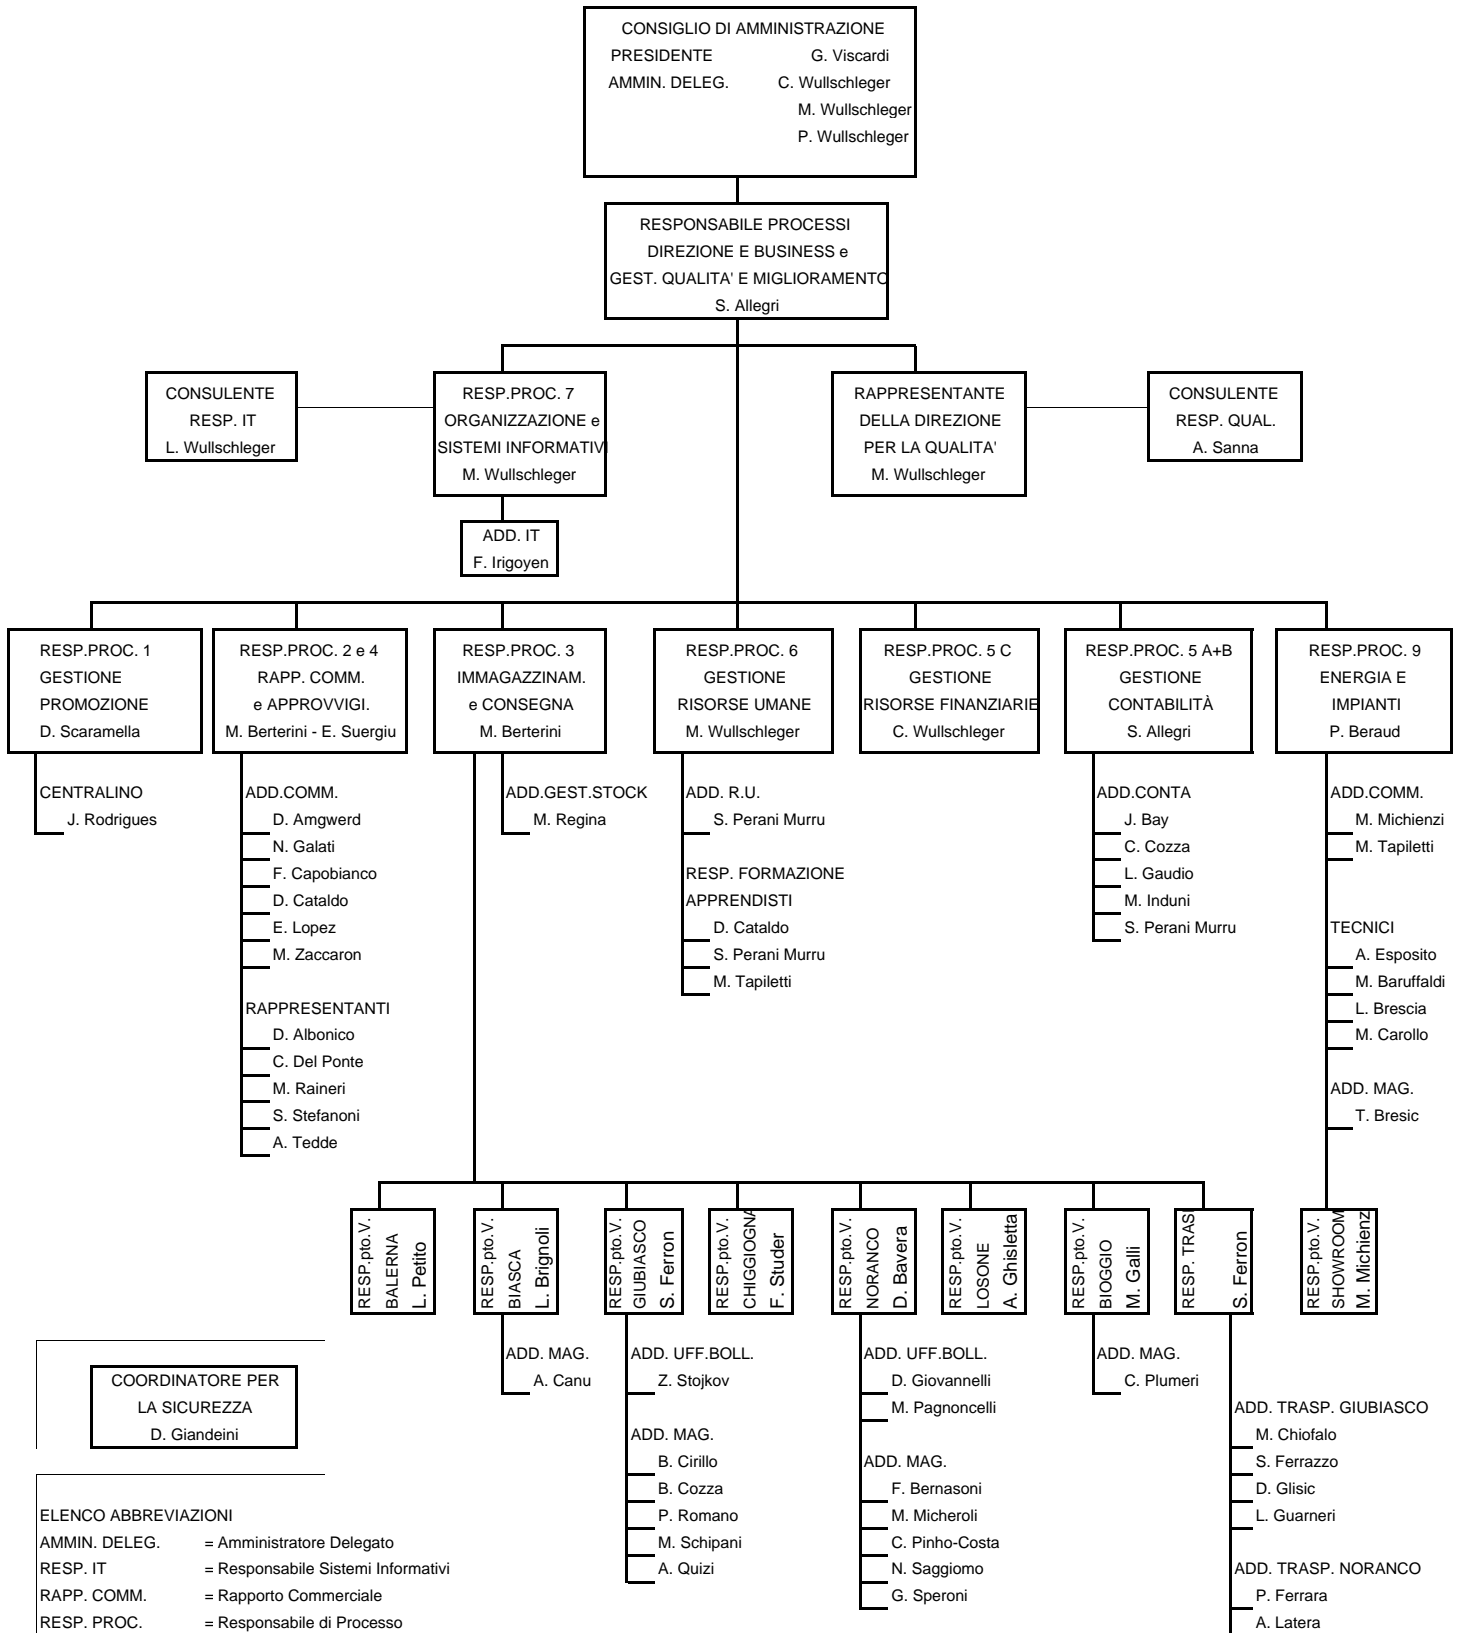 CONSIGLIO DI AMMINISTRAZIONE
PRESIDENTE G. Viscardi
AMMIN. DELEG. C. Wullschleger
M. Wullschleger
P. Wullschleger
RESPONSABILE PROCESSI
DIREZIONE E BUSINESS e
GEST. QUALITA' E MIGLIORAMENTO
S. Allegri
CONSULENTE
RESP. IT
L. Wullschleger
RESP.PROC. 7
ORGANIZZAZIONE e
SISTEMI INFORMATIVI
M. Wullschleger
RAPPRESENTANTE
DELLA DIREZIONE
PER LA QUALITA'
M. Wullschleger
CONSULENTE
RESP. QUAL.
A. Sanna
ADD. IT
F. Irigoyen
RESP.PROC. 1
GESTIONE
PROMOZIONE
D. Scaramella
RESP.PROC. 2 e 4
RAPP. COMM.
e APPROVVIGI.
M. Berterini - E. Suergiu
RESP.PROC. 3
IMMAGAZZINAM.
e CONSEGNA
M. Berterini
RESP.PROC. 6
GESTIONE
RISORSE UMANE
M. Wullschleger
RESP.PROC. 5 C
GESTIONE
RISORSE FINANZIARIE
C. Wullschleger
RESP.PROC. 5 A+B
GESTIONE
CONTABILITÀ
S. Allegri
RESP.PROC. 9
ENERGIA E
IMPIANTI
P. Beraud
CENTRALINO
J. Rodrigues
ADD.COMM.
D. Amgwerd
N. Galati
F. Capobianco
D. Cataldo
E. Lopez
M. Zaccaron
RAPPRESENTANTI
D. Albonico
C. Del Ponte
M. Raineri
S. Stefanoni
A. Tedde
ADD.GEST.STOCK
M. Regina
ADD. R.U.
S. Perani Murru
RESP. FORMAZIONE
APPRENDISTI
D. Cataldo
S. Perani Murru
M. Tapiletti
ADD.CONTA
J. Bay
C. Cozza
L. Gaudio
M. Induni
S. Perani Murru
ADD.COMM.
M. Michienzi
M. Tapiletti
TECNICI
A. Esposito
M. Baruffaldi
L. Brescia
M. Carollo
ADD. MAG.
T. Bresic
RESP.pto.V.
BALERNA
L. Petito
RESP.pto.V.
BIASCA
L. Brignoli
RESP.pto.V.
GIUBIASCO
S. Ferron
RESP.pto.V.
CHIGGIOGNA
F. Studer
RESP.pto.V.
NORANCO
D. Bavera
RESP.pto.V.
LOSONE
A. Ghisletta
RESP.pto.V.
BIOGGIO
M. Galli
RESP. TRAS
S. Ferron
RESP.pto.V.
SHOWROOM
M. Michienz
ADD. MAG.
A. Canu
ADD. UFF.BOLL.
Z. Stojkov
ADD. MAG.
B. Cirillo
B. Cozza
P. Romano
M. Schipani
A. Quizi
ADD. UFF.BOLL.
D. Giovannelli
M. Pagnoncelli
ADD. MAG.
F. Bernasoni
M. Micheroli
C. Pinho-Costa
N. Saggiomo
G. Speroni
ADD. MAG.
C. Plumeri
ADD. TRASP. GIUBIASCO
M. Chiofalo
S. Ferrazzo
D. Glisic
L. Guarneri
ADD. TRASP. NORANCO
P. Ferrara
A. Latera
COORDINATORE PER
LA SICUREZZA
D. Giandeini
ELENCO ABBREVIAZIONI
AMMIN. DELEG. = Amministratore Delegato
RESP. IT = Responsabile Sistemi Informativi
RAPP. COMM. = Rapporto Commerciale
RESP. PROC. = Responsabile di Processo